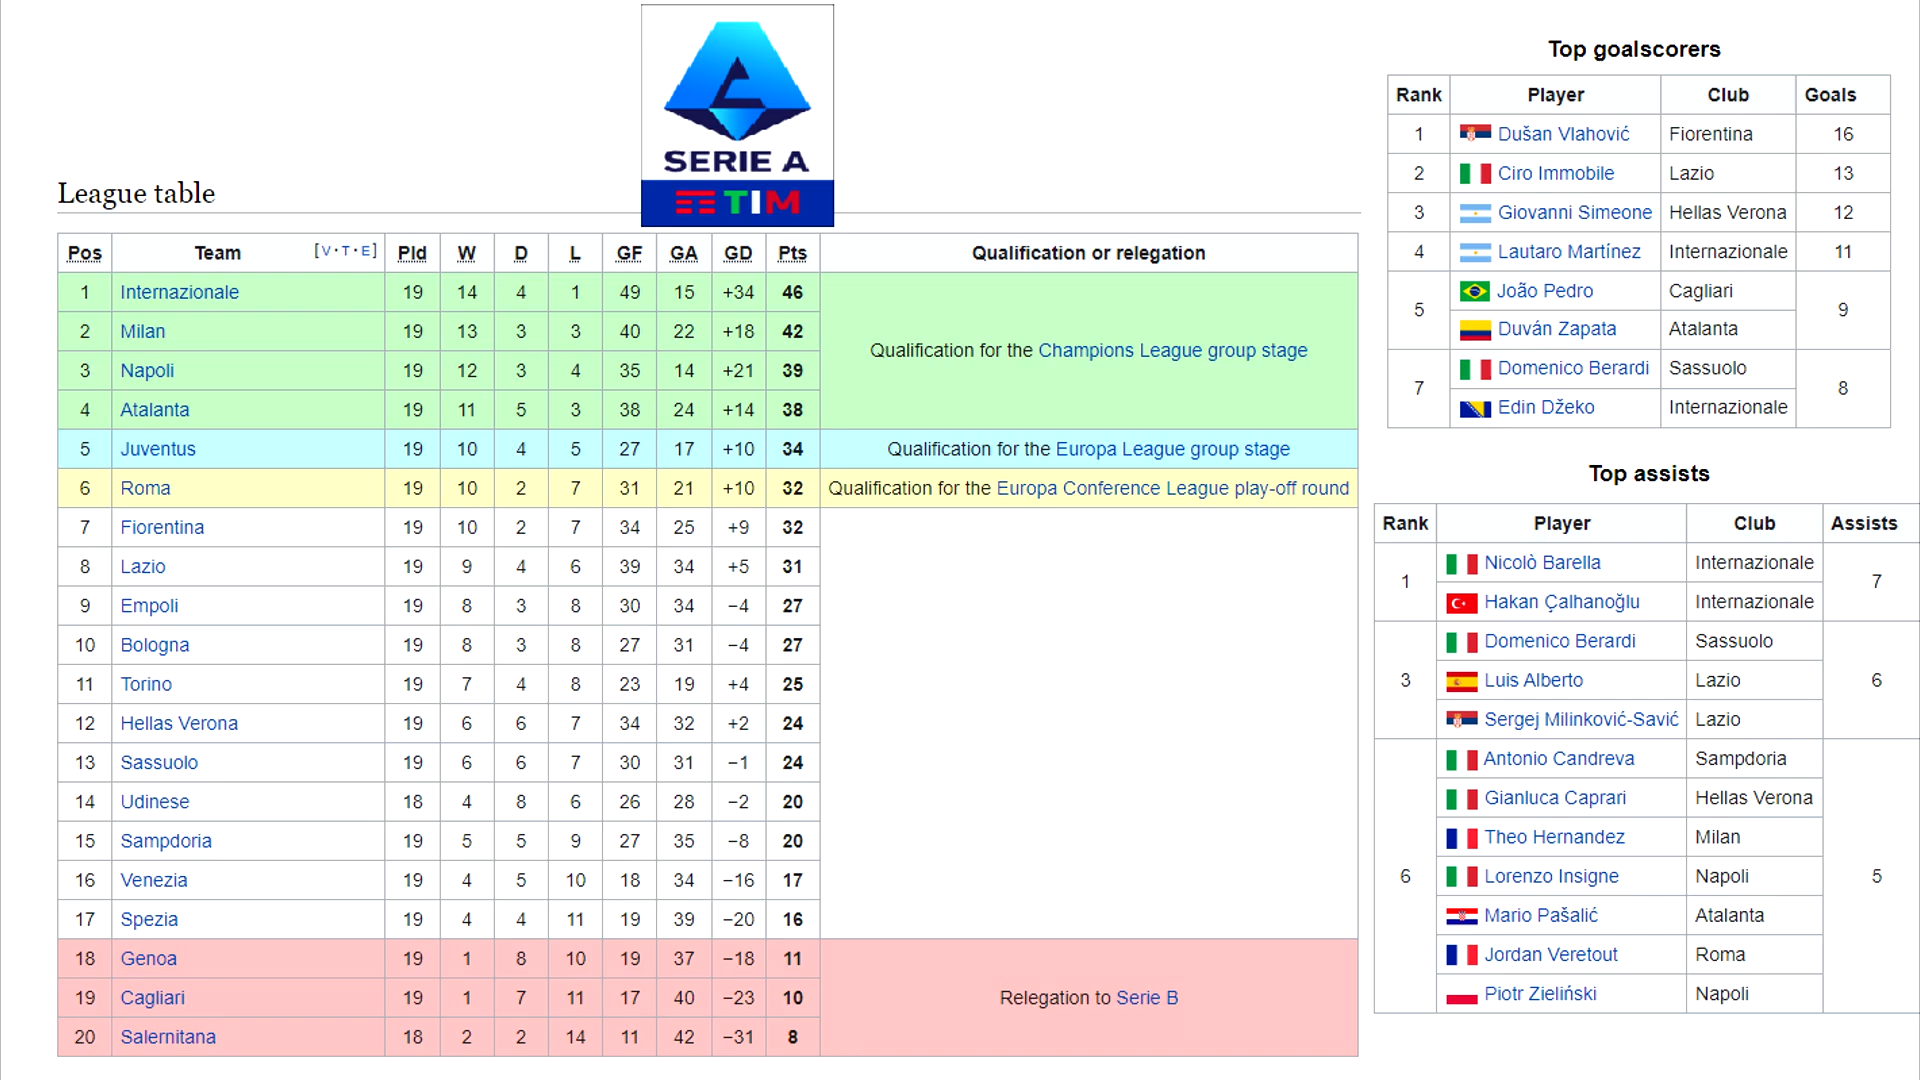 SERIE A
TIM
League table
Pos Team [V·T·E] Pld W D L GF GA GD Pts Qualification or relegation
1 Internazionale 19 14 4 1 49 15 +34 46
2 Milan 19 13 3 3 40 22 +18 42
Qualification for the Champions League group stage
3 Napoli 19 12 3 4 35 14 +21 39
4 Atalanta 19 11 5 3 38 24 +14 38
5 Juventus 19 10 4 5 27 17 +10 34 Qualification for the Europa League group stage
6 Roma 19 10 2 7 31 21 +10 32 Qualification for the Europa Conference League play-off round
7 Fiorentina 19 10 2 7 34 25 +9 32
8 Lazio 19 9 4 6 39 34 +5 31
9 Empoli 19 8 3 8 30 34 −4 27
10 Bologna 19 8 3 8 27 31 −4 27
11 Torino 19 7 4 8 23 19 +4 25
12 Hellas Verona 19 6 6 7 34 32 +2 24
13 Sassuolo 19 6 6 7 30 31 −1 24
14 Udinese 18 4 8 6 26 28 −2 20
15 Sampdoria 19 5 5 9 27 35 −8 20
16 Venezia 19 4 5 10 18 34 −16 17
17 Spezia 19 4 4 11 19 39 −20 16
18 Genoa 19 1 8 10 19 37 −18 11
19 Cagliari 19 1 7 11 17 40 −23 10 Relegation to Serie B
20 Salernitana 18 2 2 14 11 42 −31 8
Top goalscorers
Rank Player Club Goals
1 Dušan Vlahović Fiorentina 16
2 Ciro Immobile Lazio 13
3 Giovanni Simeone Hellas Verona 12
4 Lautaro Martínez Internazionale 11
5 João Pedro Cagliari 9
Duván Zapata Atalanta
7 Domenico Berardi Sassuolo 8
Edin Džeko Internazionale
Top assists
Rank Player Club Assists
1 Nicolò Barella Internazionale 7
Hakan Çalhanoğlu Internazionale
3 Domenico Berardi Sassuolo 6
Luis Alberto Lazio
Sergej Milinković-Savić Lazio
6 Antonio Candreva Sampdoria 5
Gianluca Caprari Hellas Verona
Theo Hernandez Milan
Lorenzo Insigne Napoli
Mario Pašalić Atalanta
Jordan Veretout Roma
Piotr Zieliński Napoli